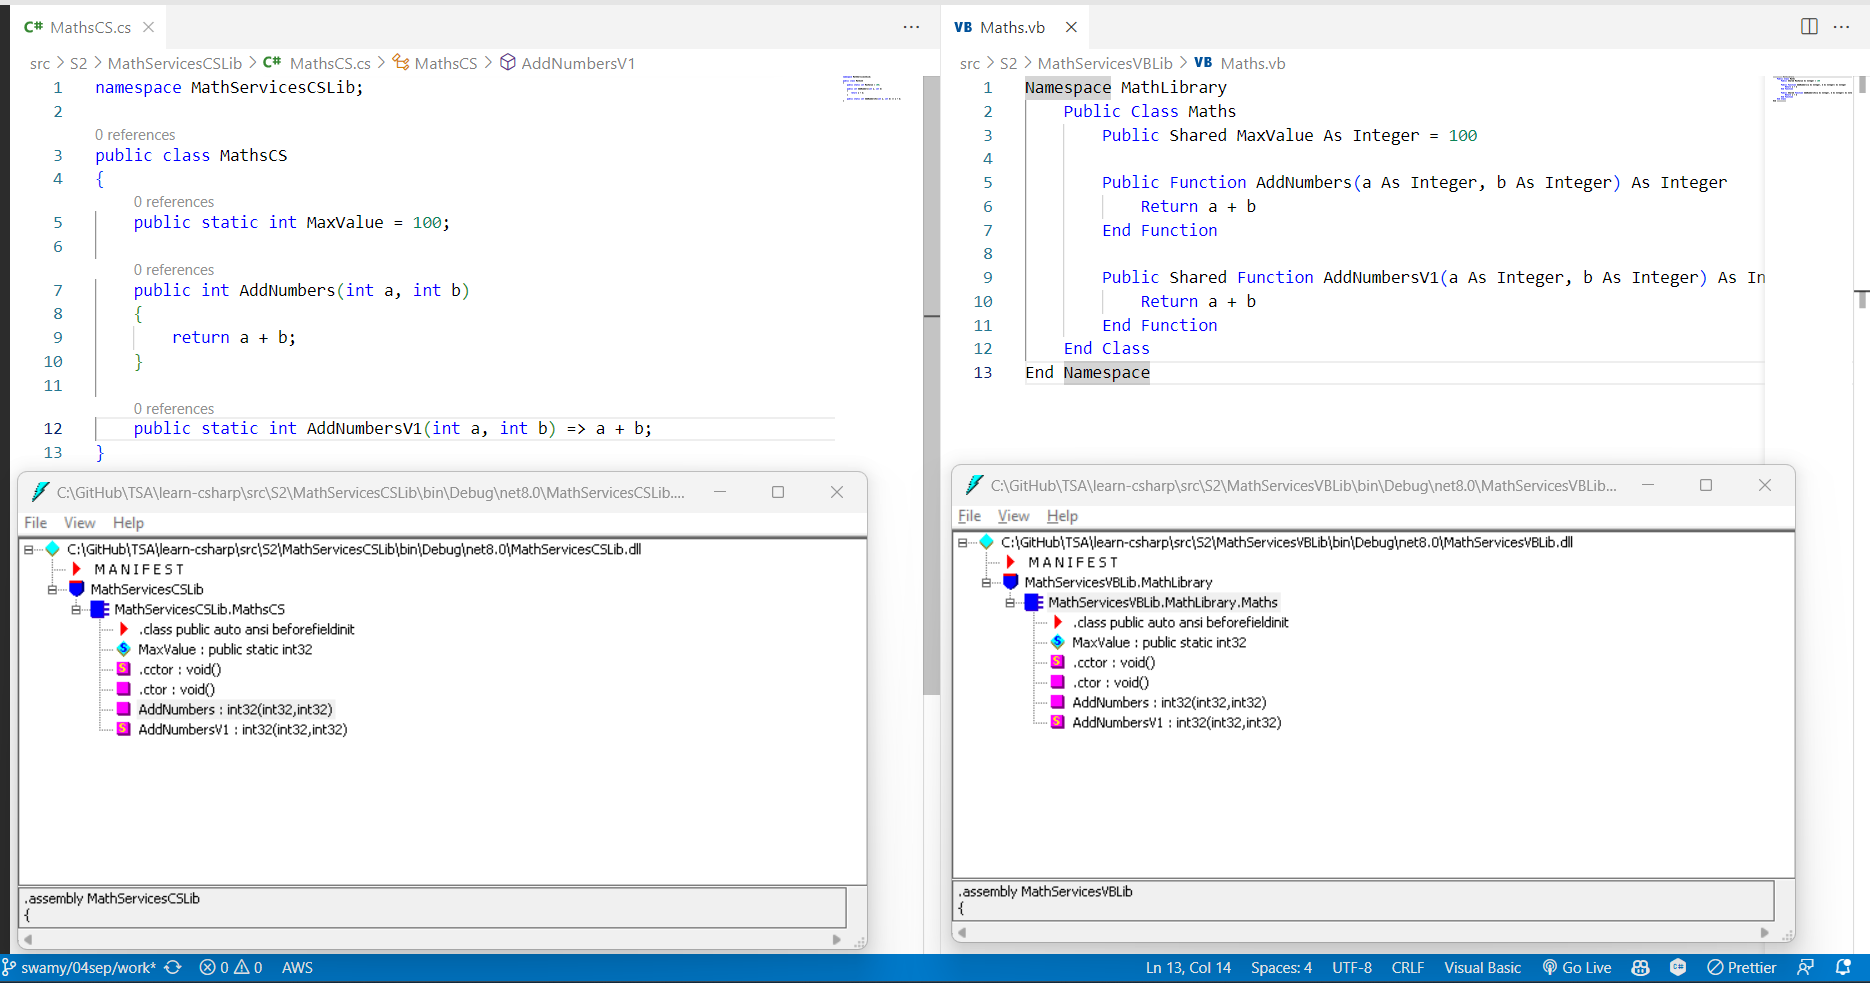 C# MathsCS.cs
src > S2 > MathServicesCSLib > C# MathsCS.cs > MathsCS > AddNumbersV1
1 namespace MathServicesCSLib;
2
0 references
3 public class MathsCS
4 {
0 references
5 public static int MaxValue = 100;
6
0 references
7 public int AddNumbers(int a, int b)
8 {
9 return a + b;
10 }
11
0 references
12 public static int AddNumbersV1(int a, int b) => a + b;
13 }
VB Maths.vb
src > S2 > MathServicesVBLib > VB Maths.vb
1 Namespace MathLibrary
2 Public Class Maths
3 Public Shared MaxValue As Integer = 100
4
5 Public Function AddNumbers(a As Integer, b As Integer) As Integer
6 Return a + b
7 End Function
8
9 Public Shared Function AddNumbersV1(a As Integer, b As Integer) As In
10 Return a + b
11 End Function
12 End Class
13 End Namespace
C:\GitHub\TSA\learn-csharp\src\S2\MathServicesCSLib\bin\Debug\net8.0\MathServicesCSLib....
File View Help
C:\GitHub\TSA\learn-csharp\src\S2\MathServicesCSLib\bin\Debug\net8.0\MathServicesCSLib.dll
MANIFEST
MathServicesCSLib
MathServicesCSLib.MathsCS
.class public auto ansi beforefieldinit
MaxValue : public static int32
.cctor : void()
.ctor : void()
AddNumbers : int32(int32,int32)
AddNumbersV1 : int32(int32,int32)
.assembly MathServicesCSLib
{
C:\GitHub\TSA\learn-csharp\src\S2\MathServicesVBLib\bin\Debug\net8.0\MathServicesVBLib...
File View Help
C:\GitHub\TSA\learn-csharp\src\S2\MathServicesVBLib\bin\Debug\net8.0\MathServicesVBLib.dll
MANIFEST
MathServicesVBLib.MathLibrary
MathServicesVBLib.MathLibrary.Maths
.class public auto ansi beforefieldinit
MaxValue : public static int32
.cctor : void()
.ctor : void()
AddNumbers : int32(int32,int32)
AddNumbersV1 : int32(int32,int32)
.assembly MathServicesVBLib
{
swamy/04sep/work* 0 0 AWS Ln 13, Col 14 Spaces: 4 UTF-8 CRLF Visual Basic Go Live Prettier